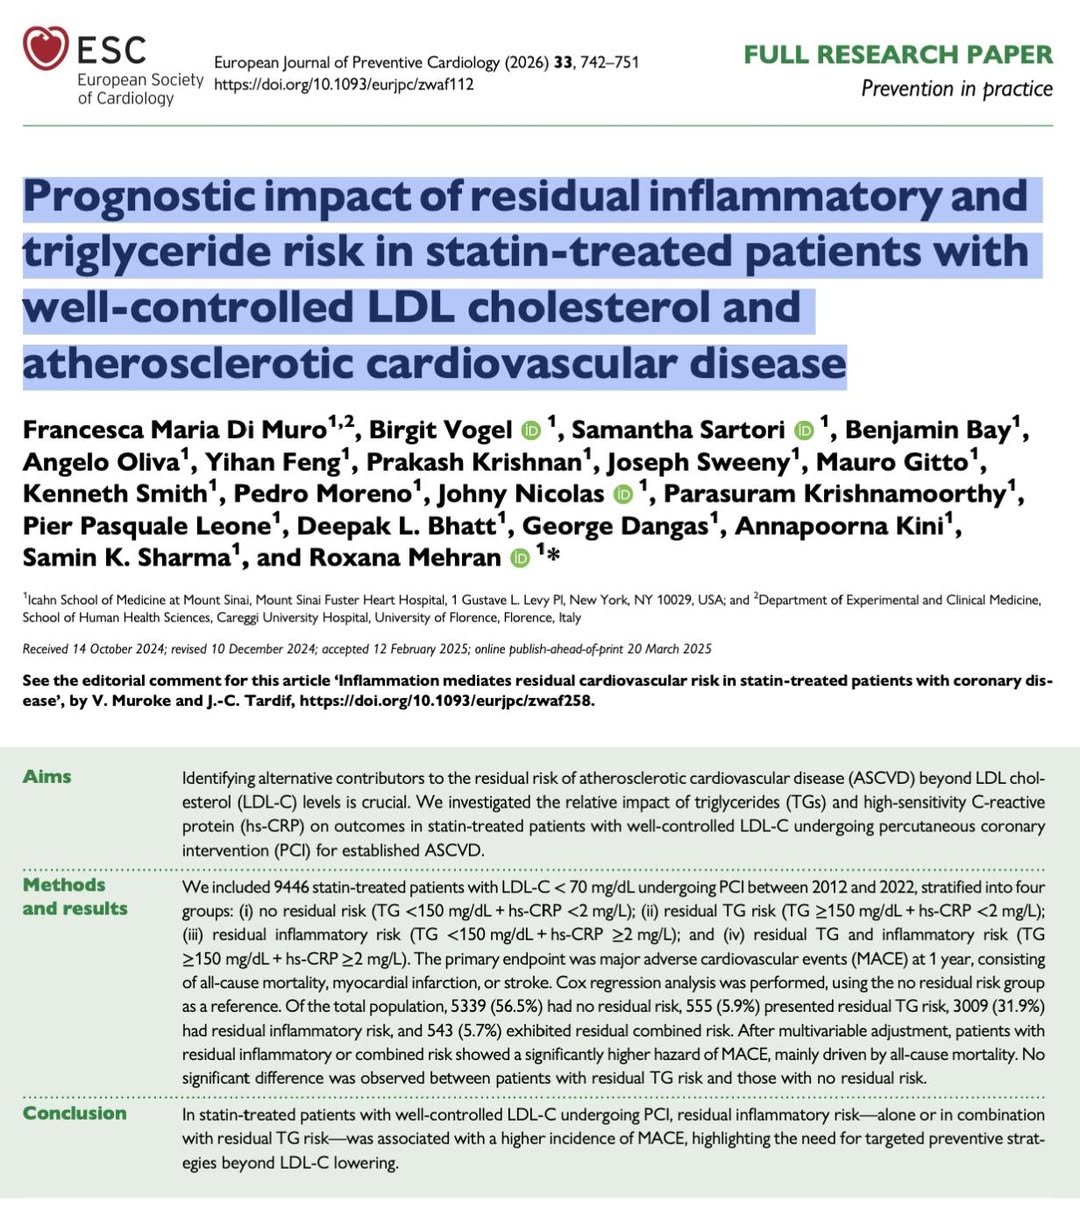 ESC
European Society
of Cardiology
European Journal of Preventive Cardiology (2026) 33, 742–751
https://doi.org/10.1093/eurjpc/zwaf112
FULL RESEARCH PAPER
Prevention in practice
Prognostic impact of residual inflammatory and
triglyceride risk in statin-treated patients with
well-controlled LDL cholesterol and
atherosclerotic cardiovascular disease
Francesca Maria Di Muro1,2, Birgit Vogel iD 1, Samantha Sartori iD 1, Benjamin Bay1,
Angelo Oliva1, Yihan Feng1, Prakash Krishnan1, Joseph Sweeny1, Mauro Gitto1,
Kenneth Smith1, Pedro Moreno1, Johny Nicolas iD 1, Parasuram Krishnamoorthy1,
Pier Pasquale Leone1, Deepak L. Bhatt1, George Dangas1, Annapoorna Kini1,
Samin K. Sharma1, and Roxana Mehran iD 1*
1Icahn School of Medicine at Mount Sinai, Mount Sinai Fuster Heart Hospital, 1 Gustave L. Levy Pl, New York, NY 10029, USA; and 2Department of Experimental and Clinical Medicine,
School of Human Health Sciences, Careggi University Hospital, University of Florence, Florence, Italy
Received 14 October 2024; revised 10 December 2024; accepted 12 February 2025; online publish-ahead-of-print 20 March 2025
See the editorial comment for this article ‘Inflammation mediates residual cardiovascular risk in statin-treated patients with coronary dis-
ease’, by V. Muroke and J.-C. Tardif, https://doi.org/10.1093/eurjpc/zwaf258.
Aims
Identifying alternative contributors to the residual risk of atherosclerotic cardiovascular disease (ASCVD) beyond LDL chol-
esterol (LDL-C) levels is crucial. We investigated the relative impact of triglycerides (TGs) and high-sensitivity C-reactive
protein (hs-CRP) on outcomes in statin-treated patients with well-controlled LDL-C undergoing percutaneous coronary
intervention (PCI) for established ASCVD.
Methods
and results
We included 9446 statin-treated patients with LDL-C < 70 mg/dL undergoing PCI between 2012 and 2022, stratified into four
groups: (i) no residual risk (TG <150 mg/dL + hs-CRP <2 mg/L); (ii) residual TG risk (TG ≥150 mg/dL + hs-CRP <2 mg/L);
(iii) residual inflammatory risk (TG <150 mg/dL + hs-CRP ≥2 mg/L); and (iv) residual TG and inflammatory risk (TG
≥150 mg/dL + hs-CRP ≥2 mg/L). The primary endpoint was major adverse cardiovascular events (MACE) at 1 year, consisting
of all-cause mortality, myocardial infarction, or stroke. Cox regression analysis was performed, using the no residual risk group
as a reference. Of the total population, 5339 (56.5%) had no residual risk, 555 (5.9%) presented residual TG risk, 3009 (31.9%)
had residual inflammatory risk, and 543 (5.7%) exhibited residual combined risk. After multivariable adjustment, patients with
residual inflammatory or combined risk showed a significantly higher hazard of MACE, mainly driven by all-cause mortality. No
significant difference was observed between patients with residual TG risk and those with no residual risk.
Conclusion
In statin-treated patients with well-controlled LDL-C undergoing PCI, residual inflammatory risk—alone or in combination
with residual TG risk—was associated with a higher incidence of MACE, highlighting the need for targeted preventive strat-
egies beyond LDL-C lowering.